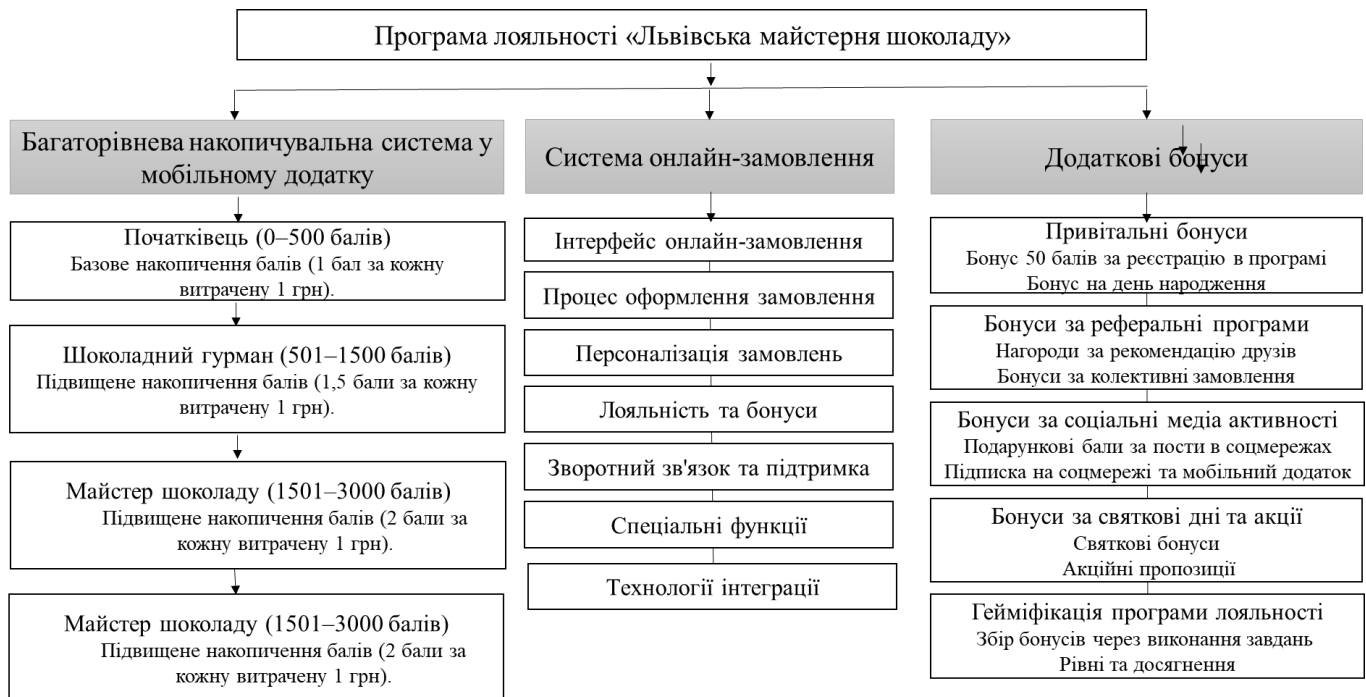 Програма лояльності «Львівська майстерня шоколаду»
Багаторівнева накопичувальна система у
мобільному додатку
Початківець (0–500 балів)
Базове накопичення балів (1 бал за кожну
витрачену 1 грн).
Шоколадний гурман (501–1500 балів)
Підвищене накопичення балів (1,5 бали за кожну
витрачену 1 грн).
Майстер шоколаду (1501–3000 балів)
Підвищене накопичення балів (2 бали за
кожну витрачену 1 грн).
Майстер шоколаду (1501–3000 балів)
Підвищене накопичення балів (2 бали за
кожну витрачену 1 грн).
Система онлайн-замовлення
Інтерфейс онлайн-замовлення
Процес оформлення замовлення
Персоналізація замовлень
Лояльність та бонуси
Зворотний зв'язок та підтримка
Спеціальні функції
Технології інтеграції
Додаткові бонуси
Привітальні бонуси
Бонус 50 балів за реєстрацію в програмі
Бонус на день народження
Бонуси за реферальні програми
Нагороди за рекомендацію друзів
Бонуси за колективні замовлення
Бонуси за соціальні медіа активності
Подарункові бали за пости в соцмережах
Підписка на соцмережі та мобільний додаток
Бонуси за святкові дні та акції
Святкові бонуси
Акційні пропозиції
Гейміфікація програми лояльності
Збір бонусів через виконання завдань
Рівні та досягнення